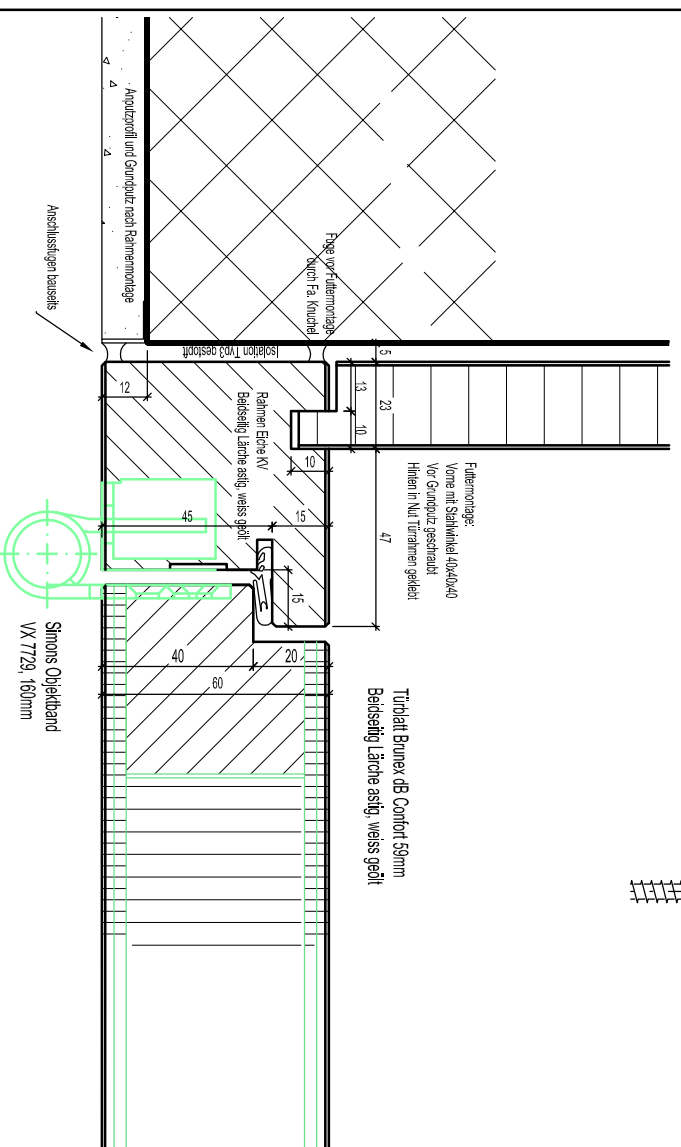 Anputzprofil und Grundputz nach Rahmenmontage
Anschlussfugen bauseits
Fuge vor Futtermontage
durch Fa. Knuchel
Isolation Typ3 gestopft
5
13
23
10
12
10
Rahmen Eiche KV
Beidseitig Lärche astig, weiss geölt
Futtermontage:
Vorne mit Stahlwinkel 40x40x40
Vor Grundputz geschraubt
Hinten in Nut Türrahmen geklebt
45
15
47
15
40
20
60
Simons Objektband
VX 7729, 160mm
Türblatt Brunex dB Confort 59mm
Beidseitig Lärche astig, weiss geölt